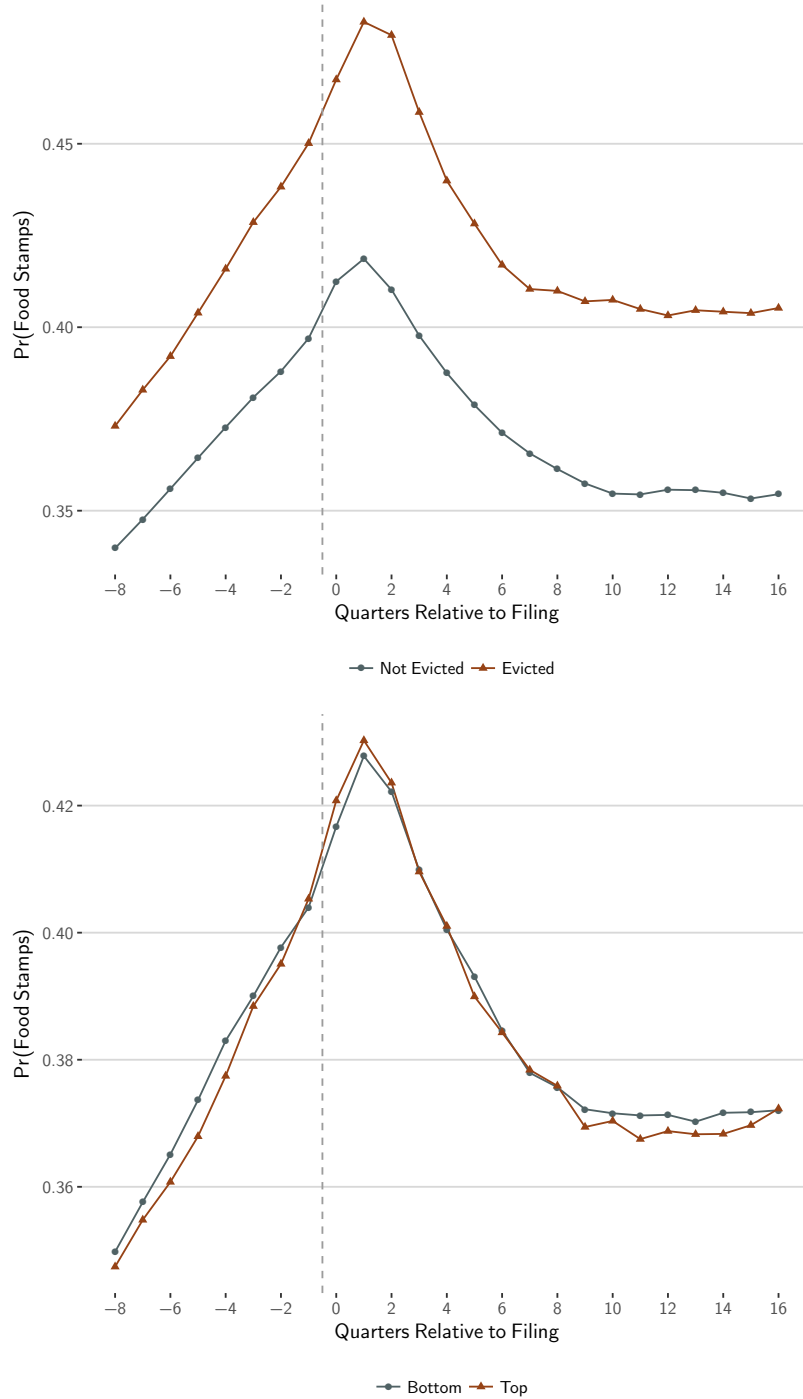 0.45
0.40
0.35
Pr(Food Stamps)
−8 −6 −4 −2 0 2 4 6 8 10 12 14 16
Quarters Relative to Filing
Not Evicted Evicted
0.42
0.40
0.38
0.36
Pr(Food Stamps)
−8 −6 −4 −2 0 2 4 6 8 10 12 14 16
Quarters Relative to Filing
Bottom Top